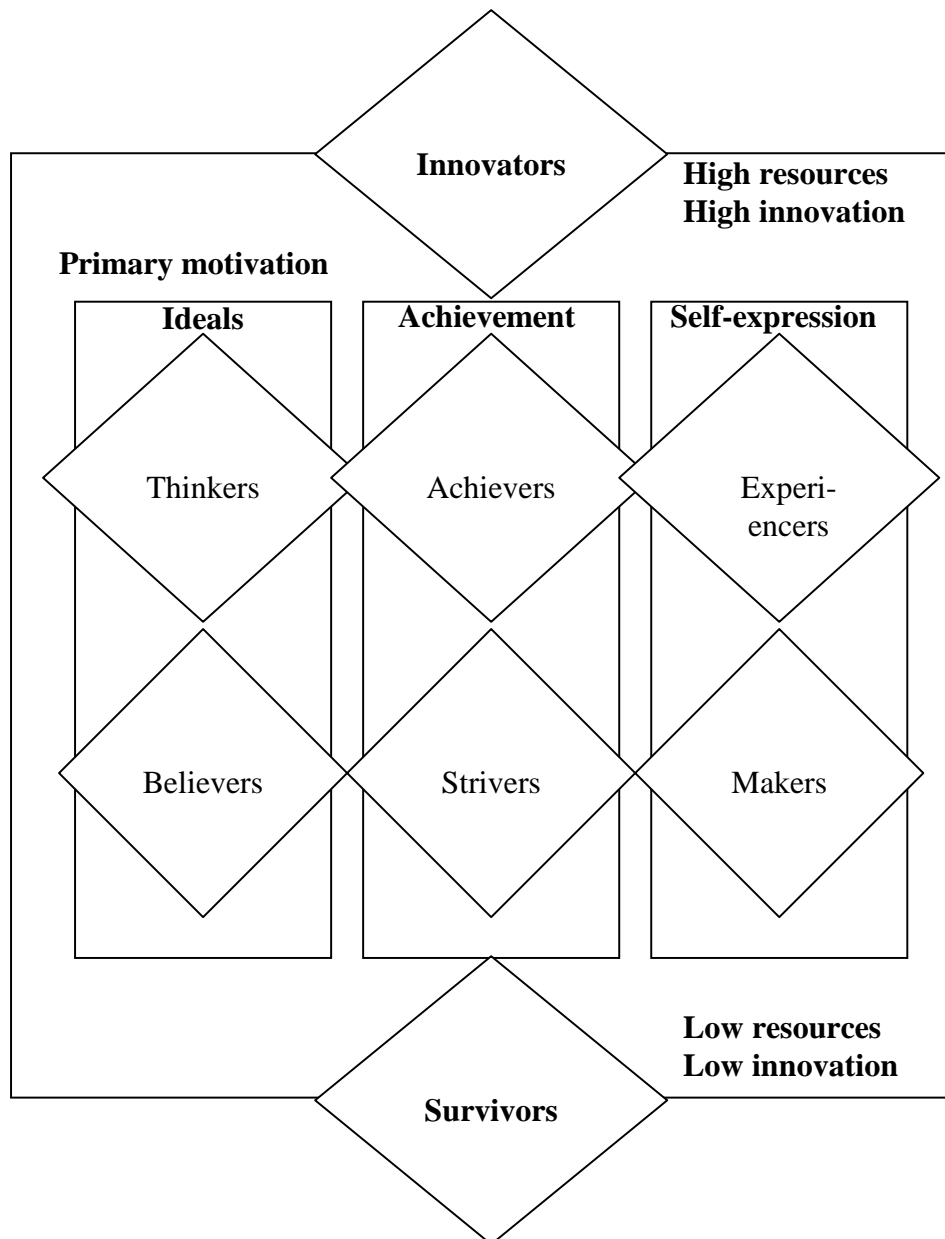 Innovators
High resources
High innovation
Primary motivation
Ideals
Achievement
Self-expression
Thinkers
Achievers
Experi-
encers
Believers
Strivers
Makers
Low resources
Low innovation
Survivors